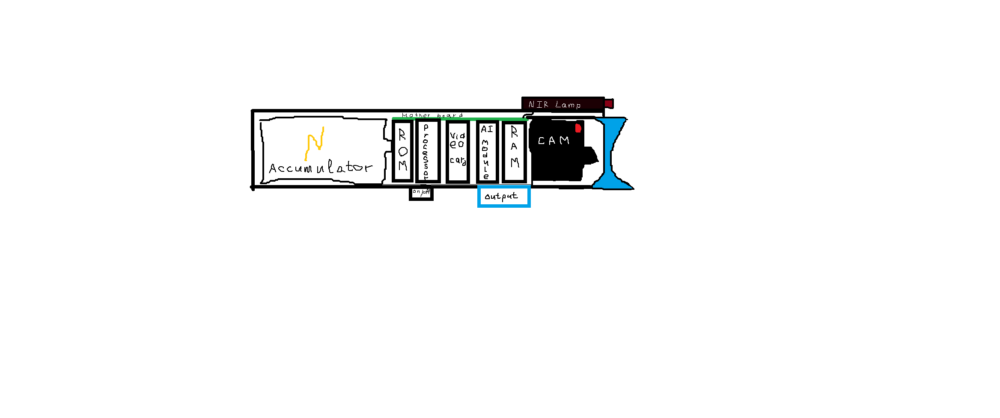 NIR Lamp
Mother board
ROM
Processor
Video card
AI module
RAM
CAM
Accumulator
on/off
output